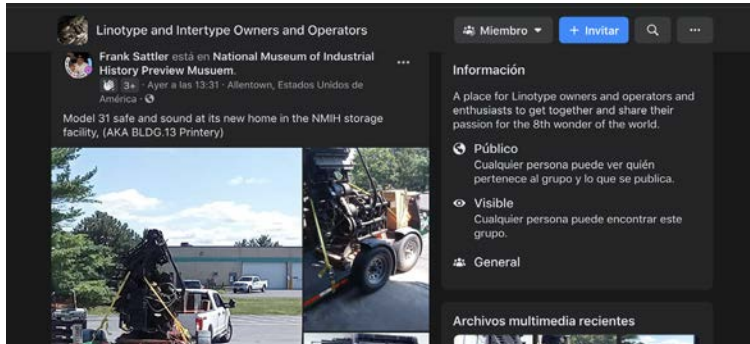 Linotype and Intertype Owners and Operators
Miembro
+ Invitar
Frank Sattler está en National Museum of Industrial
History Preview Musuem.
3+ · Ayer a las 13:31 · Allentown, Estados Unidos de
América ·
Model 31 safe and sound at its new home in the NMIH storage
facility, (AKA BLDG.13 Printery)
Información
A place for Linotype owners and operators and
enthusiasts to get together and share their
passion for the 8th wonder of the world.
Público
Cualquier persona puede ver quién
pertenece al grupo y lo que se publica.
Visible
Cualquier persona puede encontrar este
grupo.
General
Archivos multimedia recientes